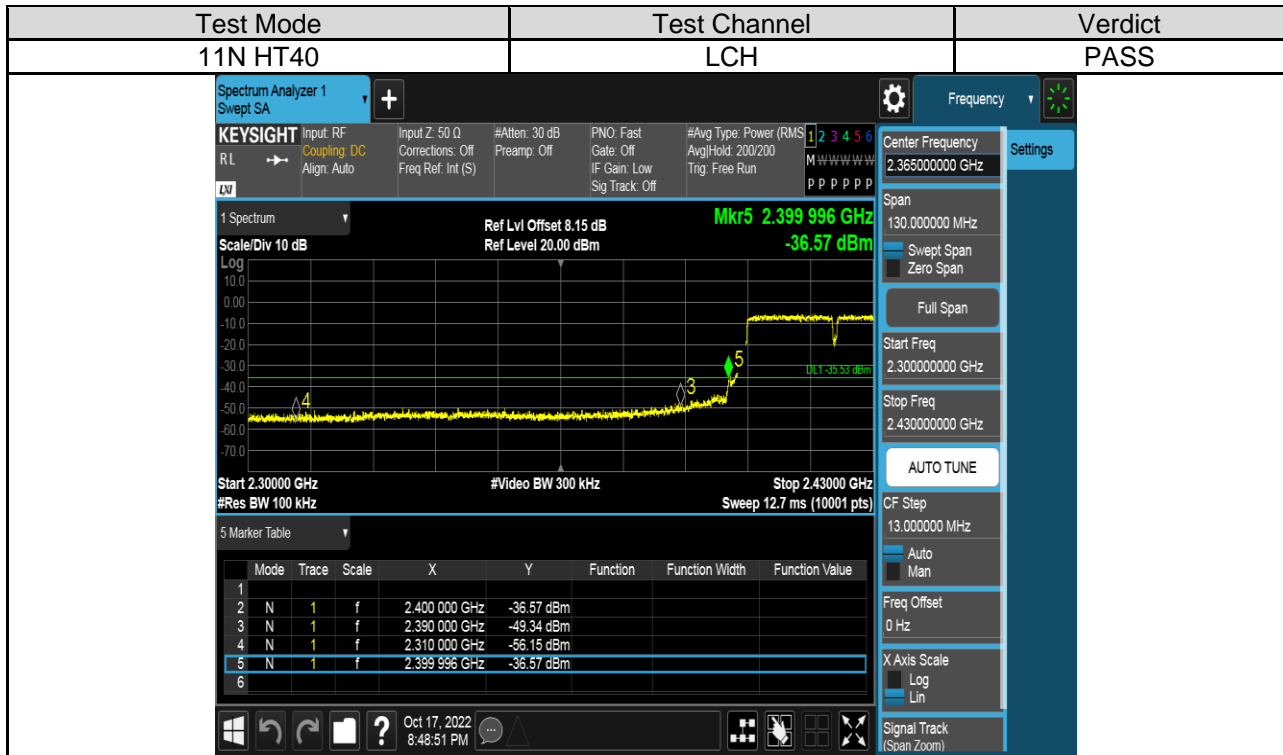 Test Mode Test Channel Verdict
11N HT40 LCH PASS
Spectrum Analyzer 1
Swept SA
+
Frequency
KEYSIGHT
RL
LXI
Input: RF
Coupling: DC
Align: Auto
Input Z: 50 Ω
Corrections: Off
Freq Ref: Int (S)
#Atten: 30 dB
Preamp: Off
PNO: Fast
Gate: Off
IF Gain: Low
Sig Track: Off
#Avg Type: Power (RMS
Avg|Hold: 200/200
Trig: Free Run
1 2 3 4 5 6
M W W W W W
P P P P P P
1 Spectrum
Scale/Div 10 dB
Ref Lvl Offset 8.15 dB
Ref Level 20.00 dBm
Mkr5 2.399 996 GHz
-36.57 dBm
Log
10.0
0.00
-10.0
-20.0
-30.0
-40.0
-50.0
-60.0
-70.0
5
DL1 -35.53 dBm
3
4
Start 2.30000 GHz #Video BW 300 kHz Stop 2.43000 GHz
#Res BW 100 kHz Sweep 12.7 ms (10001 pts)
5 Marker Table
Mode Trace Scale X Y Function Function Width Function Value
1
2 N 1 f 2.400 000 GHz -36.57 dBm
3 N 1 f 2.390 000 GHz -49.34 dBm
4 N 1 f 2.310 000 GHz -56.15 dBm
5 N 1 f 2.399 996 GHz -36.57 dBm
6
?
Oct 17, 2022
8:48:51 PM
Center Frequency
2.365000000 GHz
Settings
Span
130.000000 MHz
Swept Span
Zero Span
Full Span
Start Freq
2.300000000 GHz
Stop Freq
2.430000000 GHz
AUTO TUNE
CF Step
13.000000 MHz
Auto
Man
Freq Offset
0 Hz
X Axis Scale
Log
Lin
Signal Track
(Span Zoom)